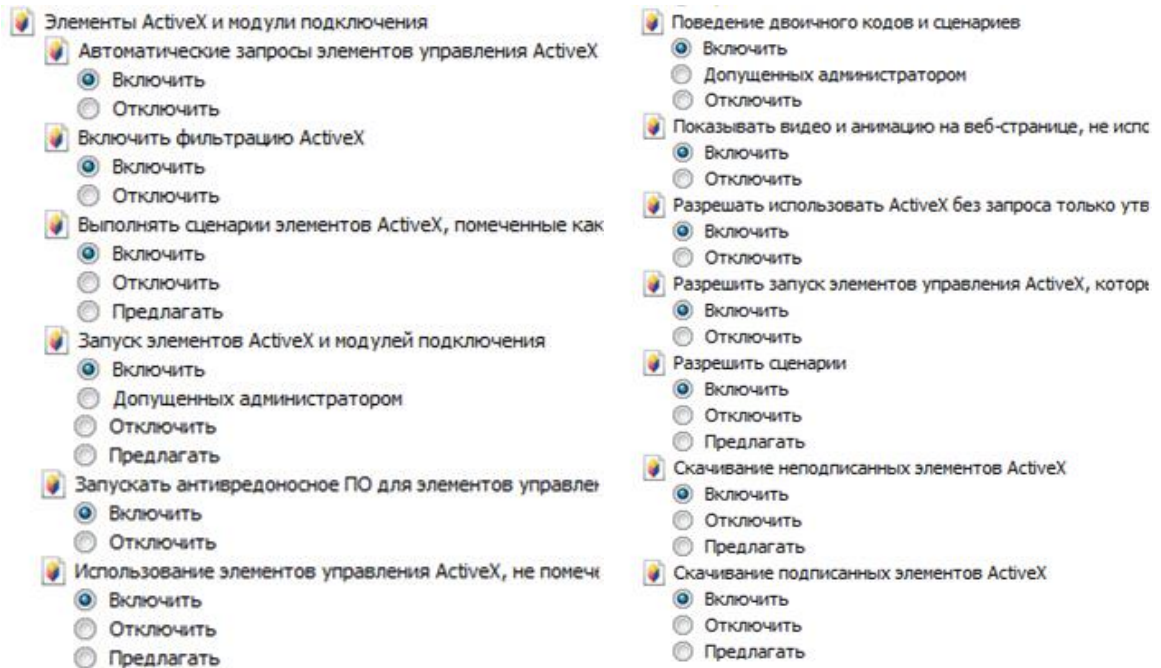 Элементы ActiveX и модули подключения
Автоматические запросы элементов управления ActiveX
Включить
Отключить
Включить фильтрацию ActiveX
Включить
Отключить
Выполнять сценарии элементов ActiveX, помеченные как
Включить
Отключить
Предлагать
Запуск элементов ActiveX и модулей подключения
Включить
Допущенных администратором
Отключить
Предлагать
Запускать антивредоносное ПО для элементов управлен
Включить
Отключить
Использование элементов управления ActiveX, не помече
Включить
Отключить
Предлагать
Поведение двоичного кодов и сценариев
Включить
Допущенных администратором
Отключить
Показывать видео и анимацию на веб-странице, не испо
Включить
Отключить
Разрешать использовать ActiveX без запроса только утв
Включить
Отключить
Разрешить запуск элементов управления ActiveX, которы
Включить
Отключить
Разрешить сценарии
Включить
Отключить
Предлагать
Скачивание неподписанных элементов ActiveX
Включить
Отключить
Предлагать
Скачивание подписанных элементов ActiveX
Включить
Отключить
Предлагать